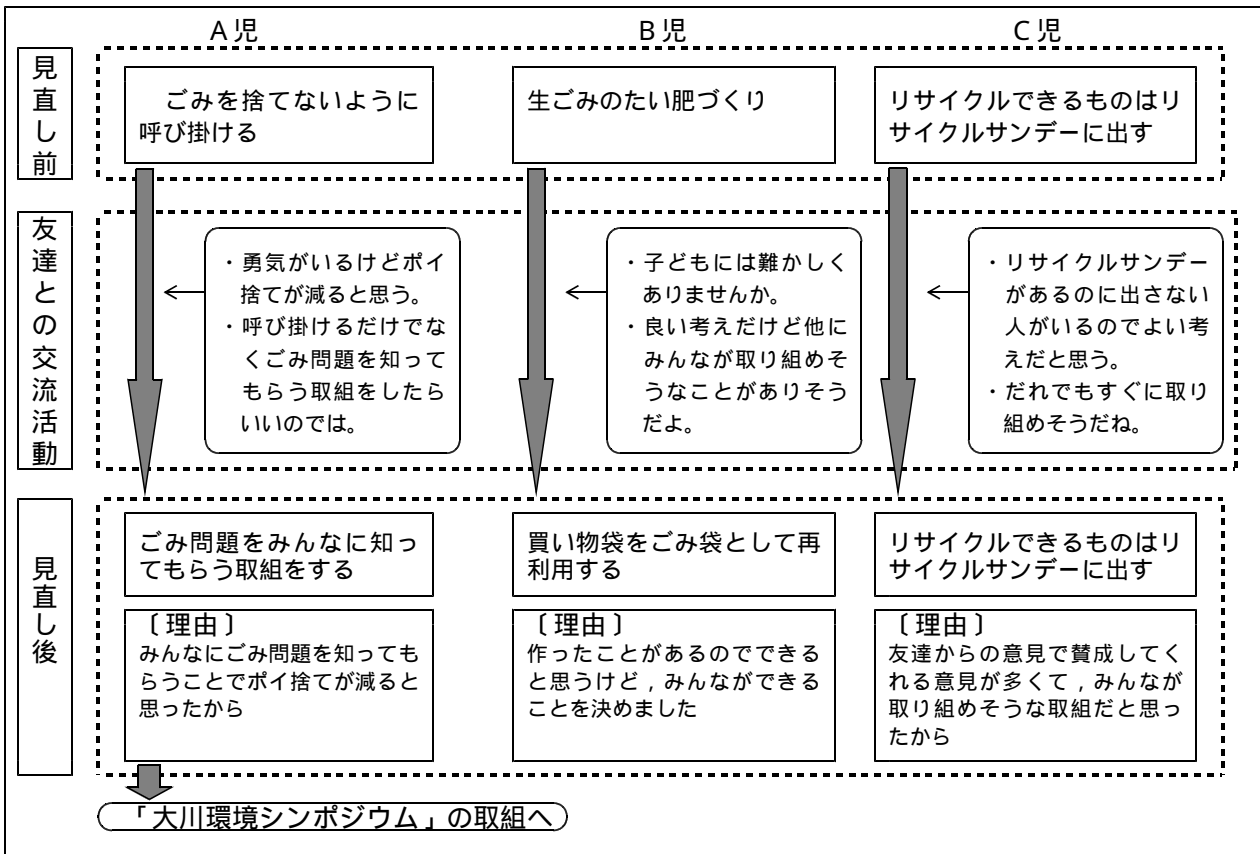 A児
B児
C児
見直し前
ごみを捨てないように
呼び掛ける
生ごみのたい肥づくり
リサイクルできるものはリ
サイクルサンデーに出す
友達との交流活動
・勇気がいるけどポイ
捨てが減ると思う。
・呼び掛けるだけでな
くごみ問題を知って
もらう取組をしたら
いいのでは。
・子どもには難かしく
ありませんか。
・良い考えだけど他に
みんなが取り組めそ
うなことがありそう
だよ。
・リサイクルサンデー
があるのに出さない
人がいるのでよい考
えだと思う。
・だれでもすぐに取り
組めそうだね。
見直し後
ごみ問題をみんなに知っ
てもらう取組をする
買い物袋をごみ袋として再
利用する
リサイクルできるものはリ
サイクルサンデーに出す
〔理由〕
みんなにごみ問題を知っても
らうことでポイ捨てが減ると
思ったから
〔理由〕
作ったことがあるのでできる
と思うけど,みんなができる
ことを決めました
〔理由〕
友達からの意見で賛成してく
れる意見が多くて,みんなが
取り組めそうな取組だと思っ
たから
「大川環境シンポジウム」の取組へ